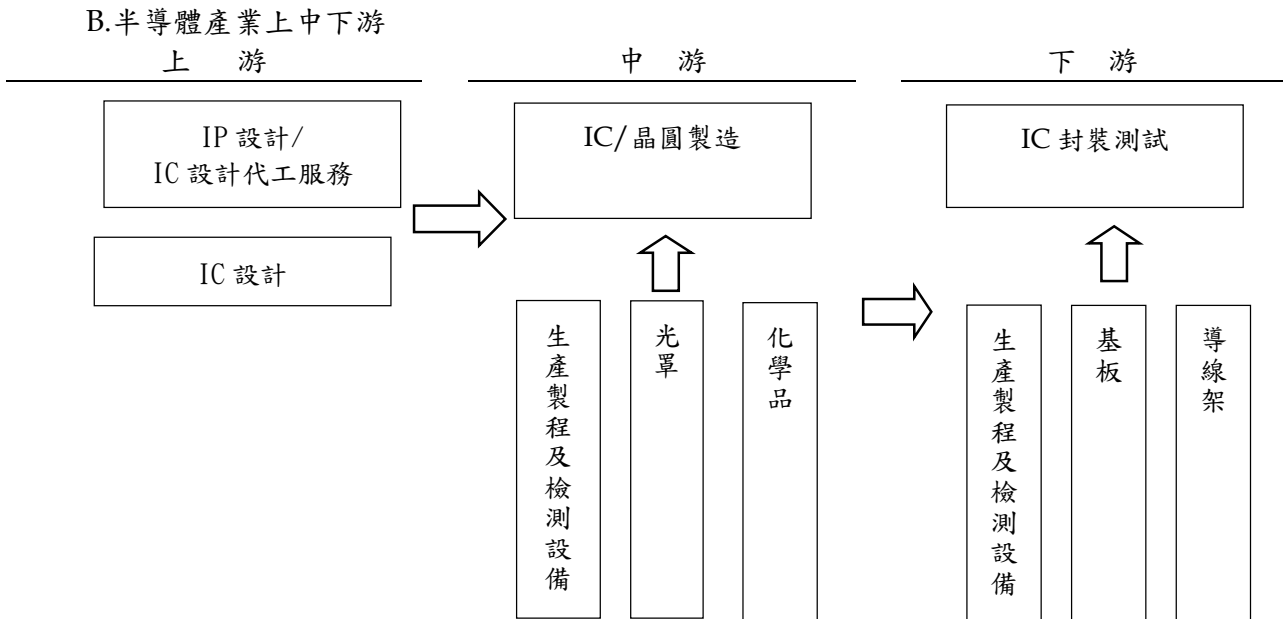 B.半導體產業上中下游
上 游
中 游
下 游
IP 設計/
IC 設計代工服務
IC 設計
IC/晶圓製造
生產製程及檢測設備
光罩
化學品
IC 封裝測試
生產製程及檢測設備
基板
導線架